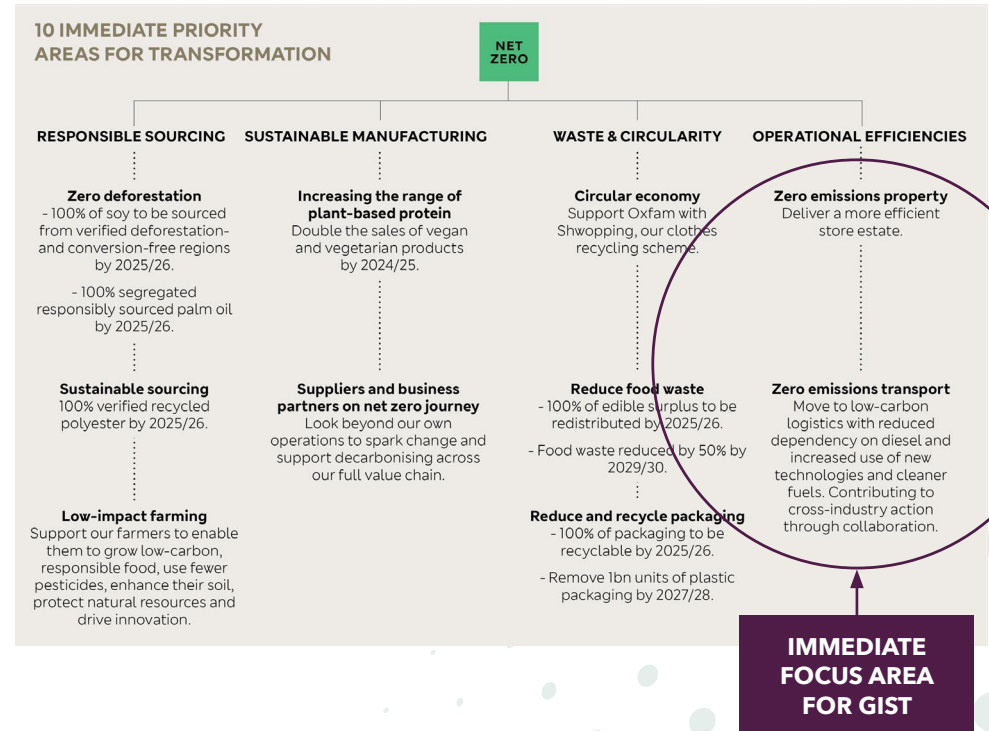 10 IMMEDIATE PRIORITY
AREAS FOR TRANSFORMATION
NET
ZERO
RESPONSIBLE SOURCING
Zero deforestation
- 100% of soy to be sourced
from verified deforestation-
and conversion-free regions
by 2025/26.
- 100% segregated
responsibly sourced palm oil
by 2025/26.
Sustainable sourcing
100% verified recycled
polyester by 2025/26.
Low-impact farming
Support our farmers to enable
them to grow low-carbon,
responsible food, use fewer
pesticides, enhance their soil,
protect natural resources and
drive innovation.
SUSTAINABLE MANUFACTURING
Increasing the range of
plant-based protein
Double the sales of vegan
and vegetarian products
by 2024/25.
Suppliers and business
partners on net zero journey
Look beyond our own
operations to spark change and
support decarbonising across
our full value chain.
WASTE & CIRCULARITY
Circular economy
Support Oxfam with
Shwopping, our clothes
recycling scheme.
Reduce food waste
- 100% of edible surplus to be
redistributed by 2025/26.
- Food waste reduced by 50% by
2029/30.
Reduce and recycle packaging
- 100% of packaging to be
recyclable by 2025/26.
- Remove 1bn units of plastic
packaging by 2027/28.
OPERATIONAL EFFICIENCIES
Zero emissions property
Deliver a more efficient
store estate.
Zero emissions transport
Move to low-carbon
logistics with reduced
dependency on diesel and
increased use of new
technologies and cleaner
fuels. Contributing to
cross-industry action
through collaboration.
IMMEDIATE
FOCUS AREA
FOR GIST